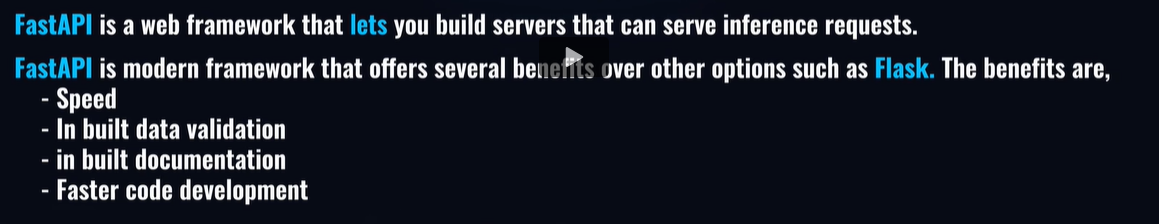 FastAPI is a web framework that lets you build servers that can serve inference requests.
FastAPI is modern framework that offers several benefits over other options such as Flask. The benefits are,
- Speed
- In built data validation
- in built documentation
- Faster code development